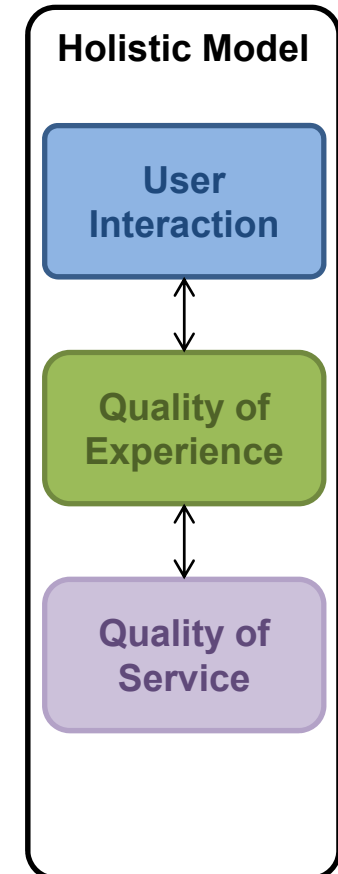 Holistic Model
User
Interaction
Quality of
Experience
Quality of
Service